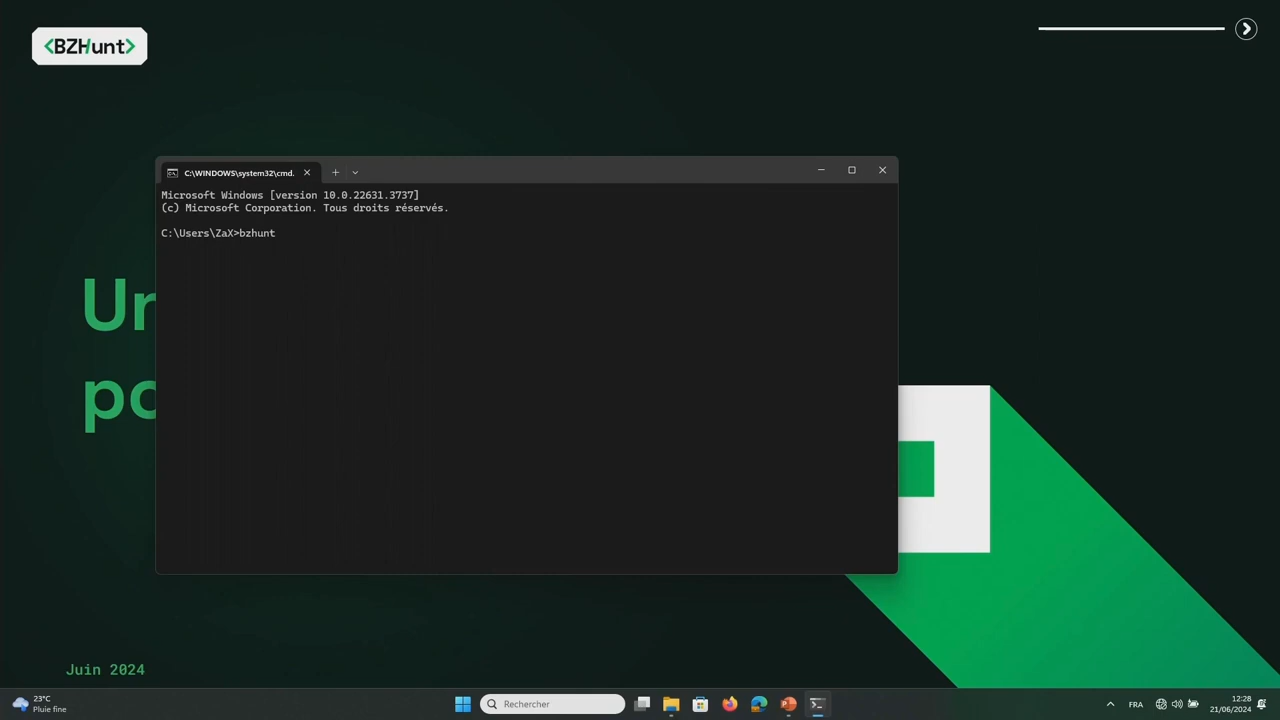 <BZHunt>
C:\WINDOWS\system32\cmd.
Microsoft Windows [version 10.0.22631.3737]
(c) Microsoft Corporation. Tous droits réservés.
C:\Users\ZaX>bzhunt
Juin 2024
23°C
Pluie fine
Rechercher
FRA
12:28
21/06/2024